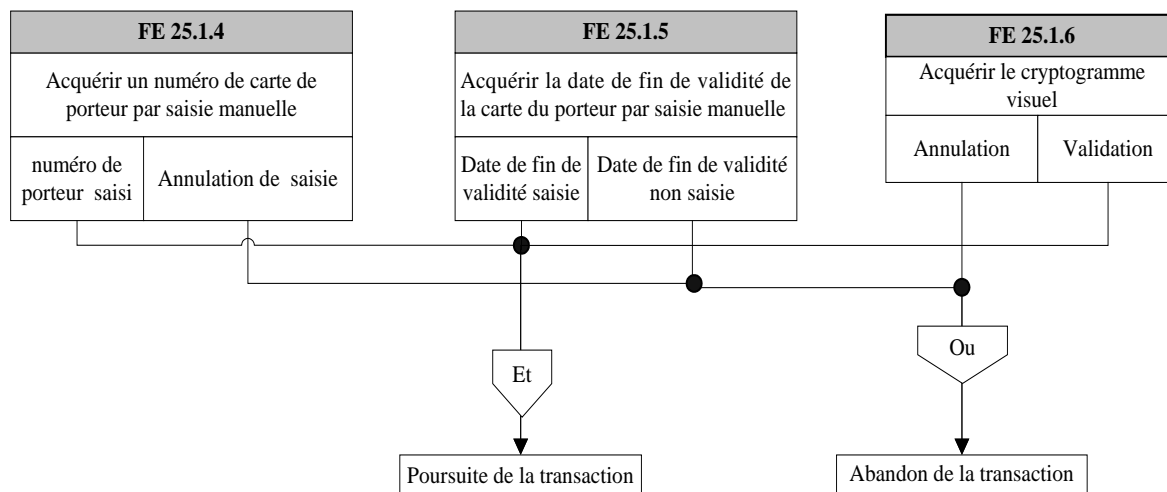 FE 25.1.4
Acquérir un numéro de carte de
porteur par saisie manuelle
numéro de
porteur saisi
Annulation de saisie
FE 25.1.5
Acquérir la date de fin de validité de
la carte du porteur par saisie manuelle
Date de fin de
validité saisie
Date de fin de validité
non saisie
FE 25.1.6
Acquérir le cryptogramme
visuel
Annulation
Validation
Et
Ou
Poursuite de la transaction
Abandon de la transaction